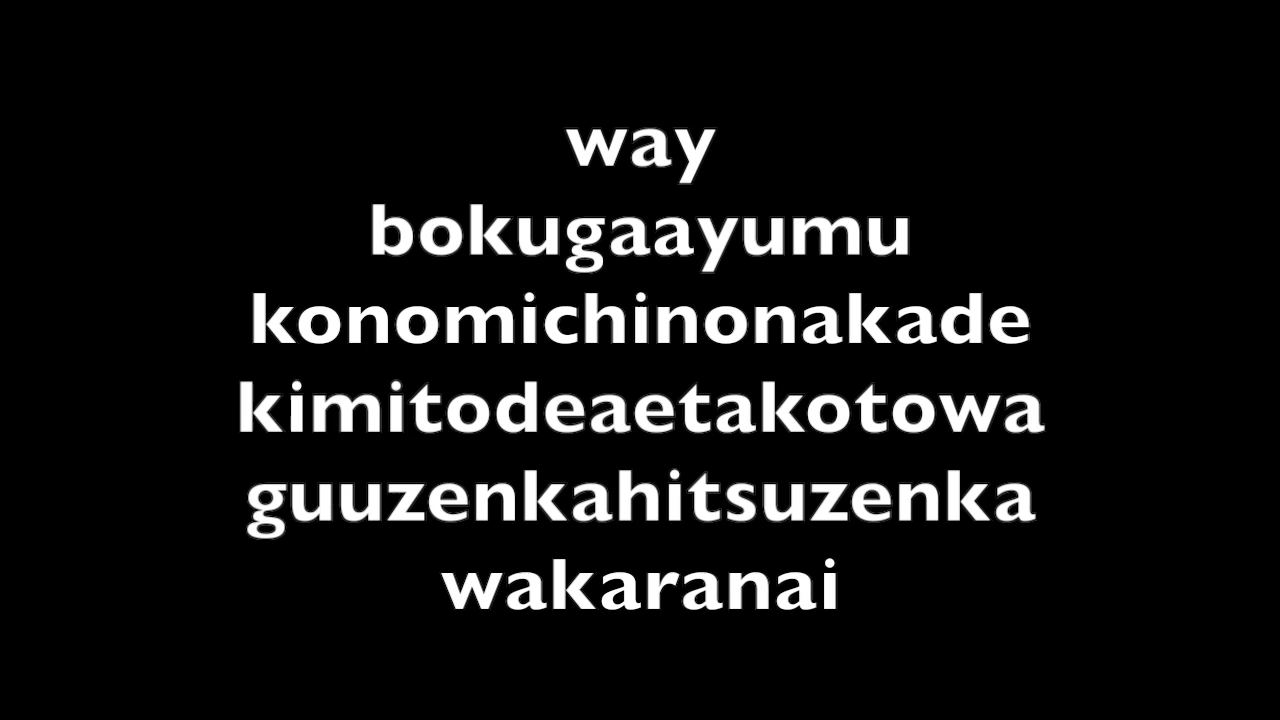 way
bokugaayumu
konomichinonakade
kimitodeaetakotowa
guuzenkahitsuzenka
wakaranai